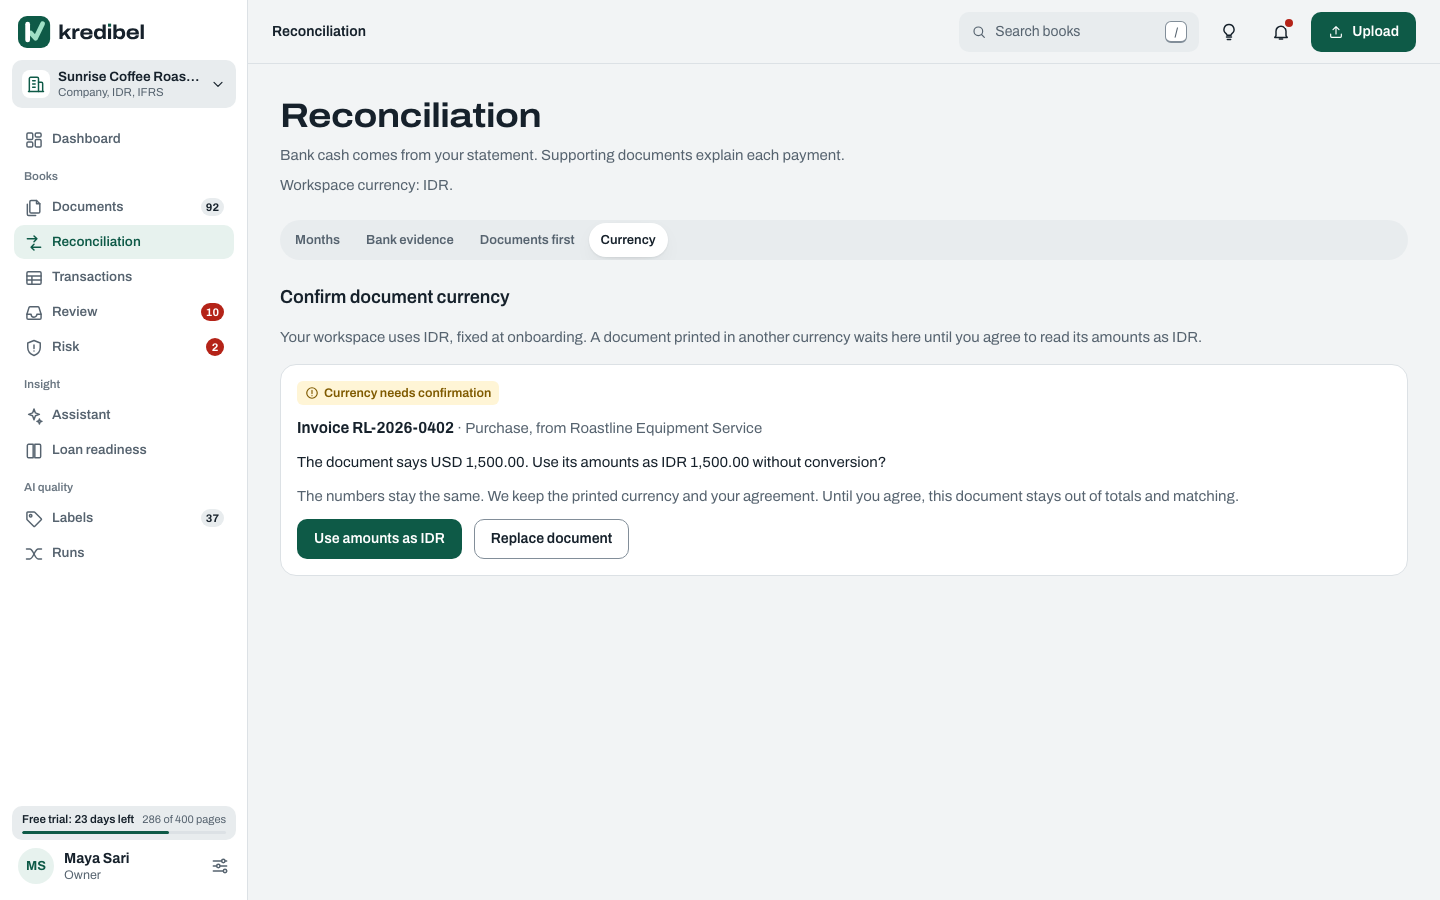 kredibel
Sunrise Coffee Roas...
Company, IDR, IFRS
Dashboard
Books
Documents 92
Reconciliation
Transactions
Review 10
Risk 2
Insight
Assistant
Loan readiness
AI quality
Labels 37
Runs
Free trial: 23 days left 286 of 400 pages
MS Maya Sari
Owner
Reconciliation
Search books /
Upload
Reconciliation
Bank cash comes from your statement. Supporting documents explain each payment.
Workspace currency: IDR.
Months Bank evidence Documents first Currency
Confirm document currency
Your workspace uses IDR, fixed at onboarding. A document printed in another currency waits here until you agree to read its amounts as IDR.
Currency needs confirmation
Invoice RL-2026-0402 · Purchase, from Roastline Equipment Service
The document says USD 1,500.00. Use its amounts as IDR 1,500.00 without conversion?
The numbers stay the same. We keep the printed currency and your agreement. Until you agree, this document stays out of totals and matching.
Use amounts as IDR Replace document